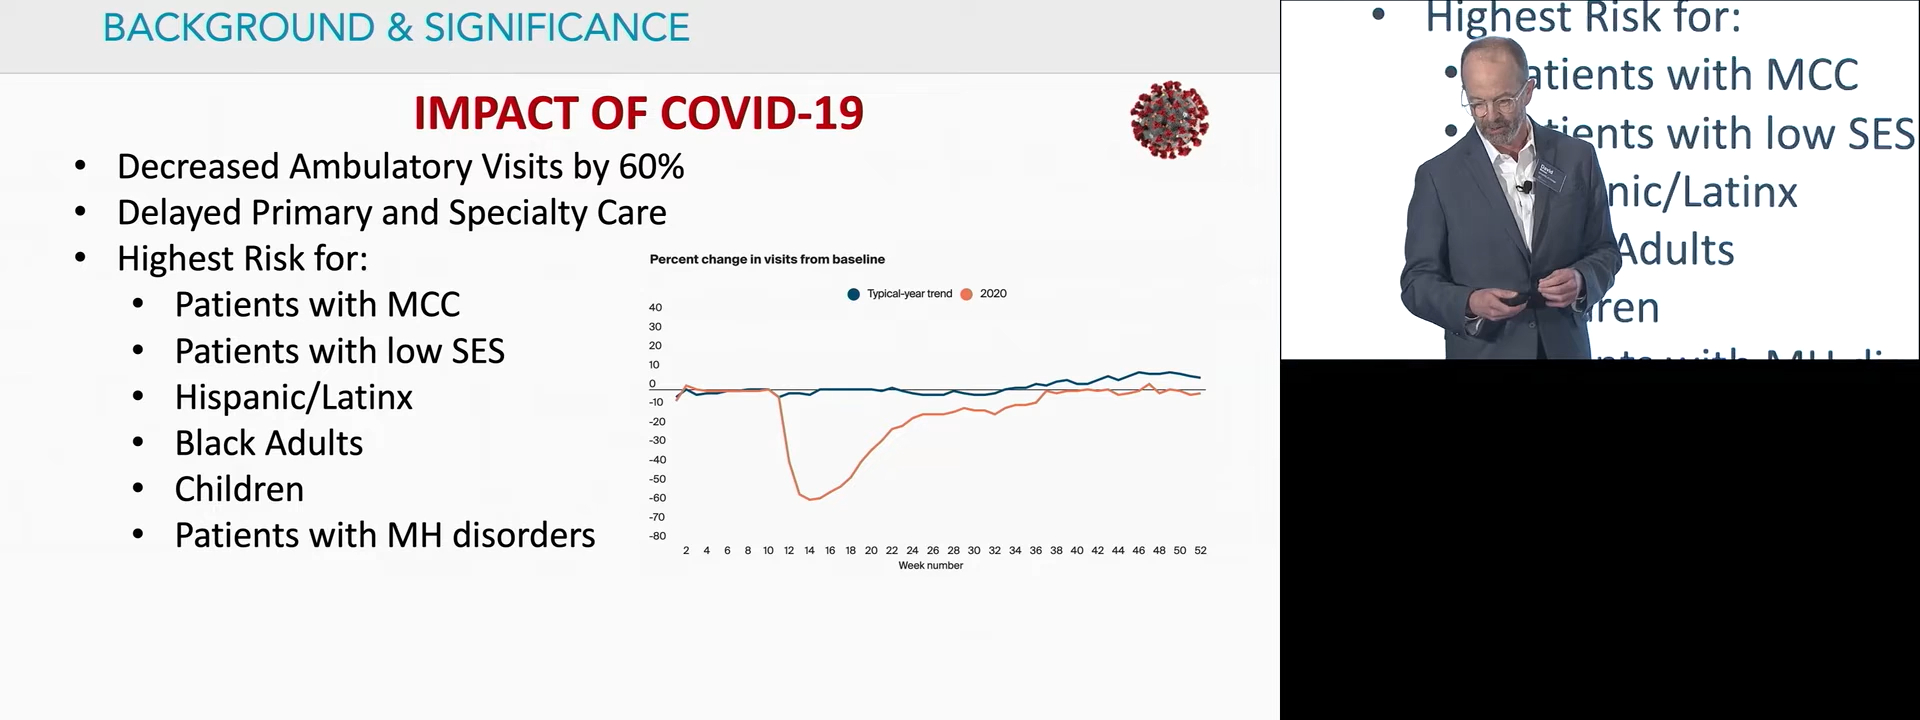 BACKGROUND & SIGNIFICANCE
IMPACT OF COVID-19
• Decreased Ambulatory Visits by 60%
• Delayed Primary and Specialty Care
• Highest Risk for:
• Patients with MCC
• Patients with low SES
• Hispanic/Latinx
• Black Adults
• Children
• Patients with MH disorders
Percent change in visits from baseline
Typical-year trend 2020
40
30
20
10
0
-10
-20
-30
-40
-50
-60
-70
-80
2 4 6 8 10 12 14 16 18 20 22 24 26 28 30 32 34 36 38 40 42 44 46 48 50 52
Week number
• Highest Risk for:
• atients with MCC
• tients with low SES
nic/Latinx
Adults
ren
David